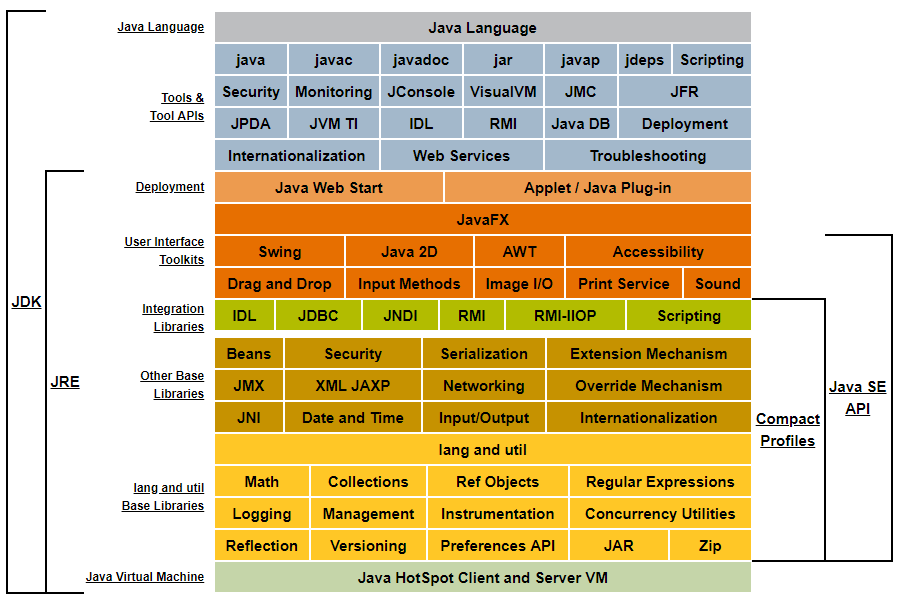 Java Language
Java Language
java javac javadoc jar javap jdeps Scripting
Security Monitoring JConsole VisualVM JMC JFR
Tools &
Tool APIs
JPDA JVM TI IDL RMI Java DB Deployment
Internationalization Web Services Troubleshooting
Deployment
Java Web Start Applet / Java Plug-in
JavaFX
User Interface
Toolkits
Swing Java 2D AWT Accessibility
Drag and Drop Input Methods Image I/O Print Service Sound
Integration
Libraries
IDL JDBC JNDI RMI RMI-IIOP Scripting
Beans Security Serialization Extension Mechanism
Other Base
Libraries
JMX XML JAXP Networking Override Mechanism
JNI Date and Time Input/Output Internationalization
lang and util
lang and util
Base Libraries
Math Collections Ref Objects Regular Expressions
Logging Management Instrumentation Concurrency Utilities
Reflection Versioning Preferences API JAR Zip
Java Virtual Machine
Java HotSpot Client and Server VM
JDK
JRE
Compact
Profiles
Java SE
API